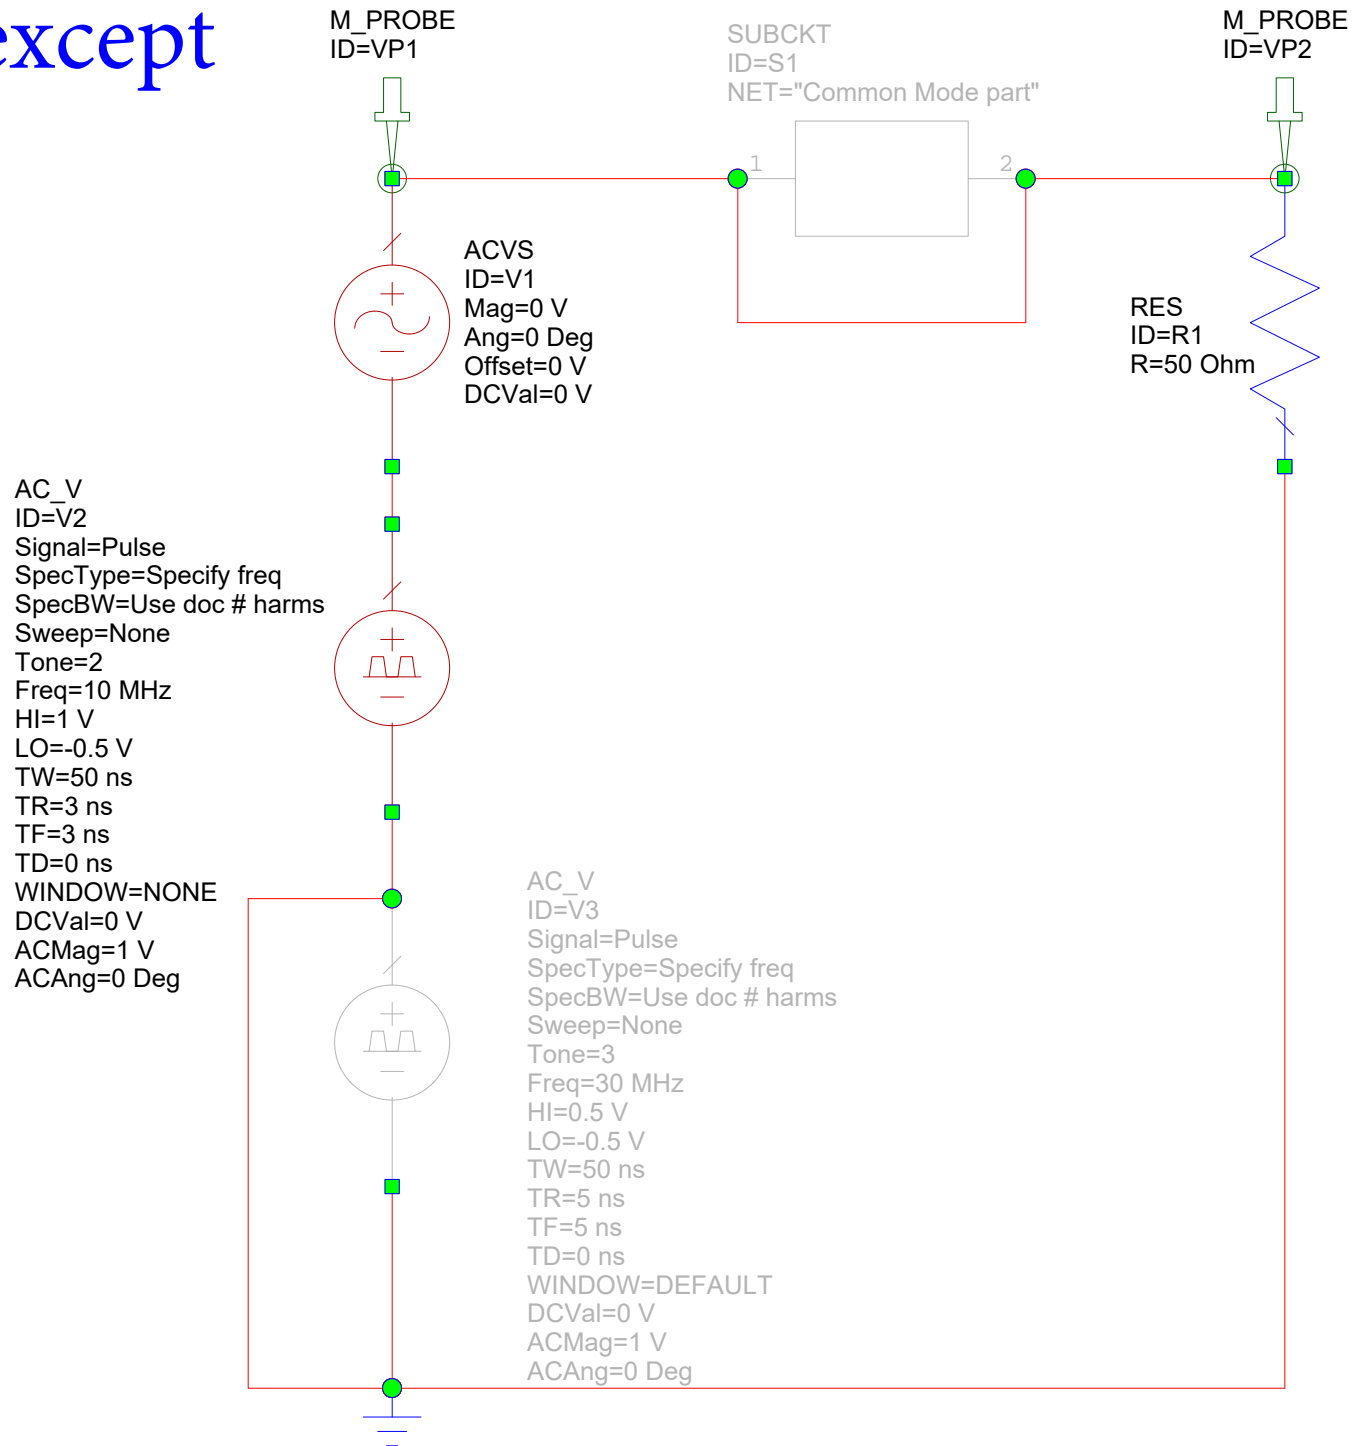 except
M_PROBE
ID=VP1
SUBCKT
ID=S1
NET="Common Mode part"
M_PROBE
ID=VP2
1
2
ACVS
ID=V1
Mag=0 V
Ang=0 Deg
Offset=0 V
DCVal=0 V
RES
ID=R1
R=50 Ohm
AC_V
ID=V2
Signal=Pulse
SpecType=Specify freq
SpecBW=Use doc # harms
Sweep=None
Tone=2
Freq=10 MHz
HI=1 V
LO=-0.5 V
TW=50 ns
TR=3 ns
TF=3 ns
TD=0 ns
WINDOW=NONE
DCVal=0 V
ACMag=1 V
ACAng=0 Deg
AC_V
ID=V3
Signal=Pulse
SpecType=Specify freq
SpecBW=Use doc # harms
Sweep=None
Tone=3
Freq=30 MHz
HI=0.5 V
LO=-0.5 V
TW=50 ns
TR=5 ns
TF=5 ns
TD=0 ns
WINDOW=DEFAULT
DCVal=0 V
ACMag=1 V
ACAng=0 Deg